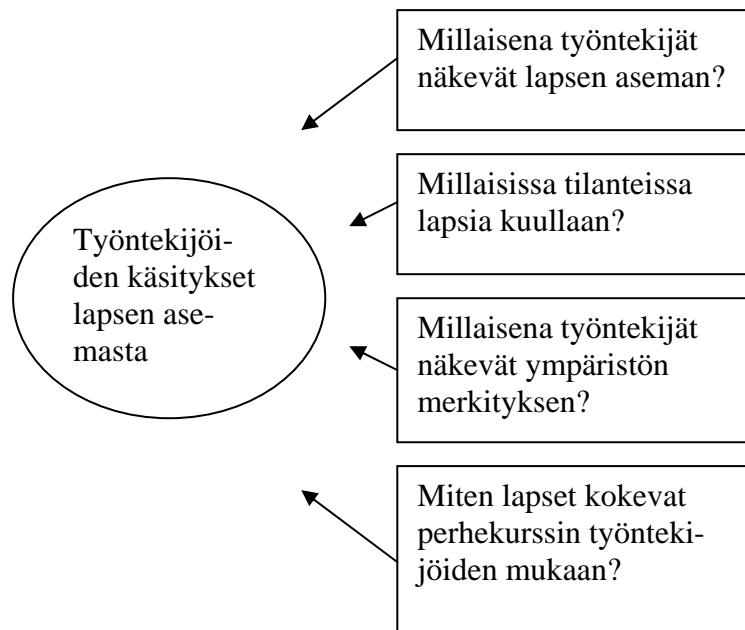 Millaisena työntekijät
näkevät lapsen aseman?
Millaisissa tilanteissa
lapsia kuullaan?
Työntekijöi-
den käsitykset
lapsen ase-
masta
Millaisena työntekijät
näkevät ympäristön
merkityksen?
Miten lapset kokevat
perhekurssin työnteki-
jöiden mukaan?